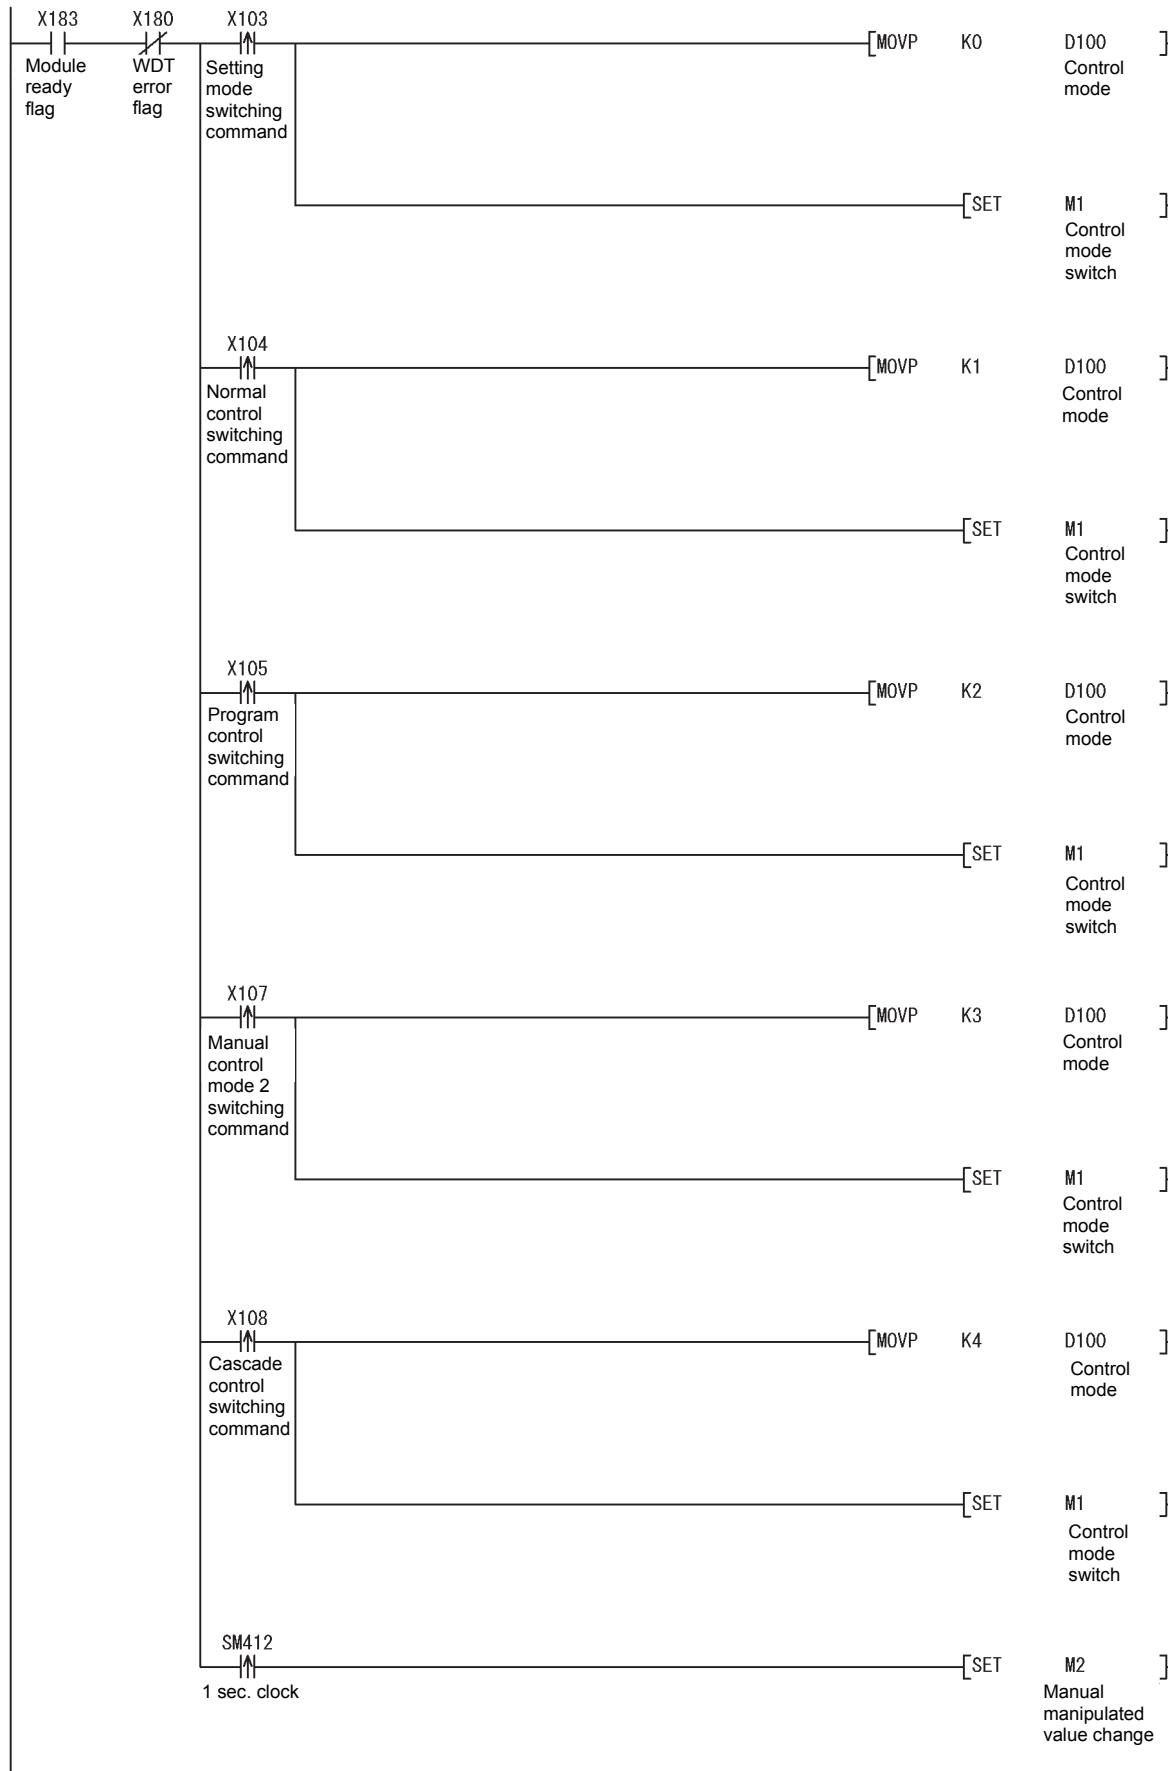 X183 X180 X103
[MOVP K0 D100 ]
Module ready flag
WDT error flag
Setting mode switching command
Control mode
[SET M1 ]
Control mode switch
X104
[MOVP K1 D100 ]
Normal control switching command
Control mode
[SET M1 ]
Control mode switch
X105
[MOVP K2 D100 ]
Program control switching command
Control mode
[SET M1 ]
Control mode switch
X107
[MOVP K3 D100 ]
Manual control mode 2 switching command
Control mode
[SET M1 ]
Control mode switch
X108
[MOVP K4 D100 ]
Cascade control switching command
Control mode
[SET M1 ]
Control mode switch
SM412
[SET M2 ]
1 sec. clock
Manual manipulated value change